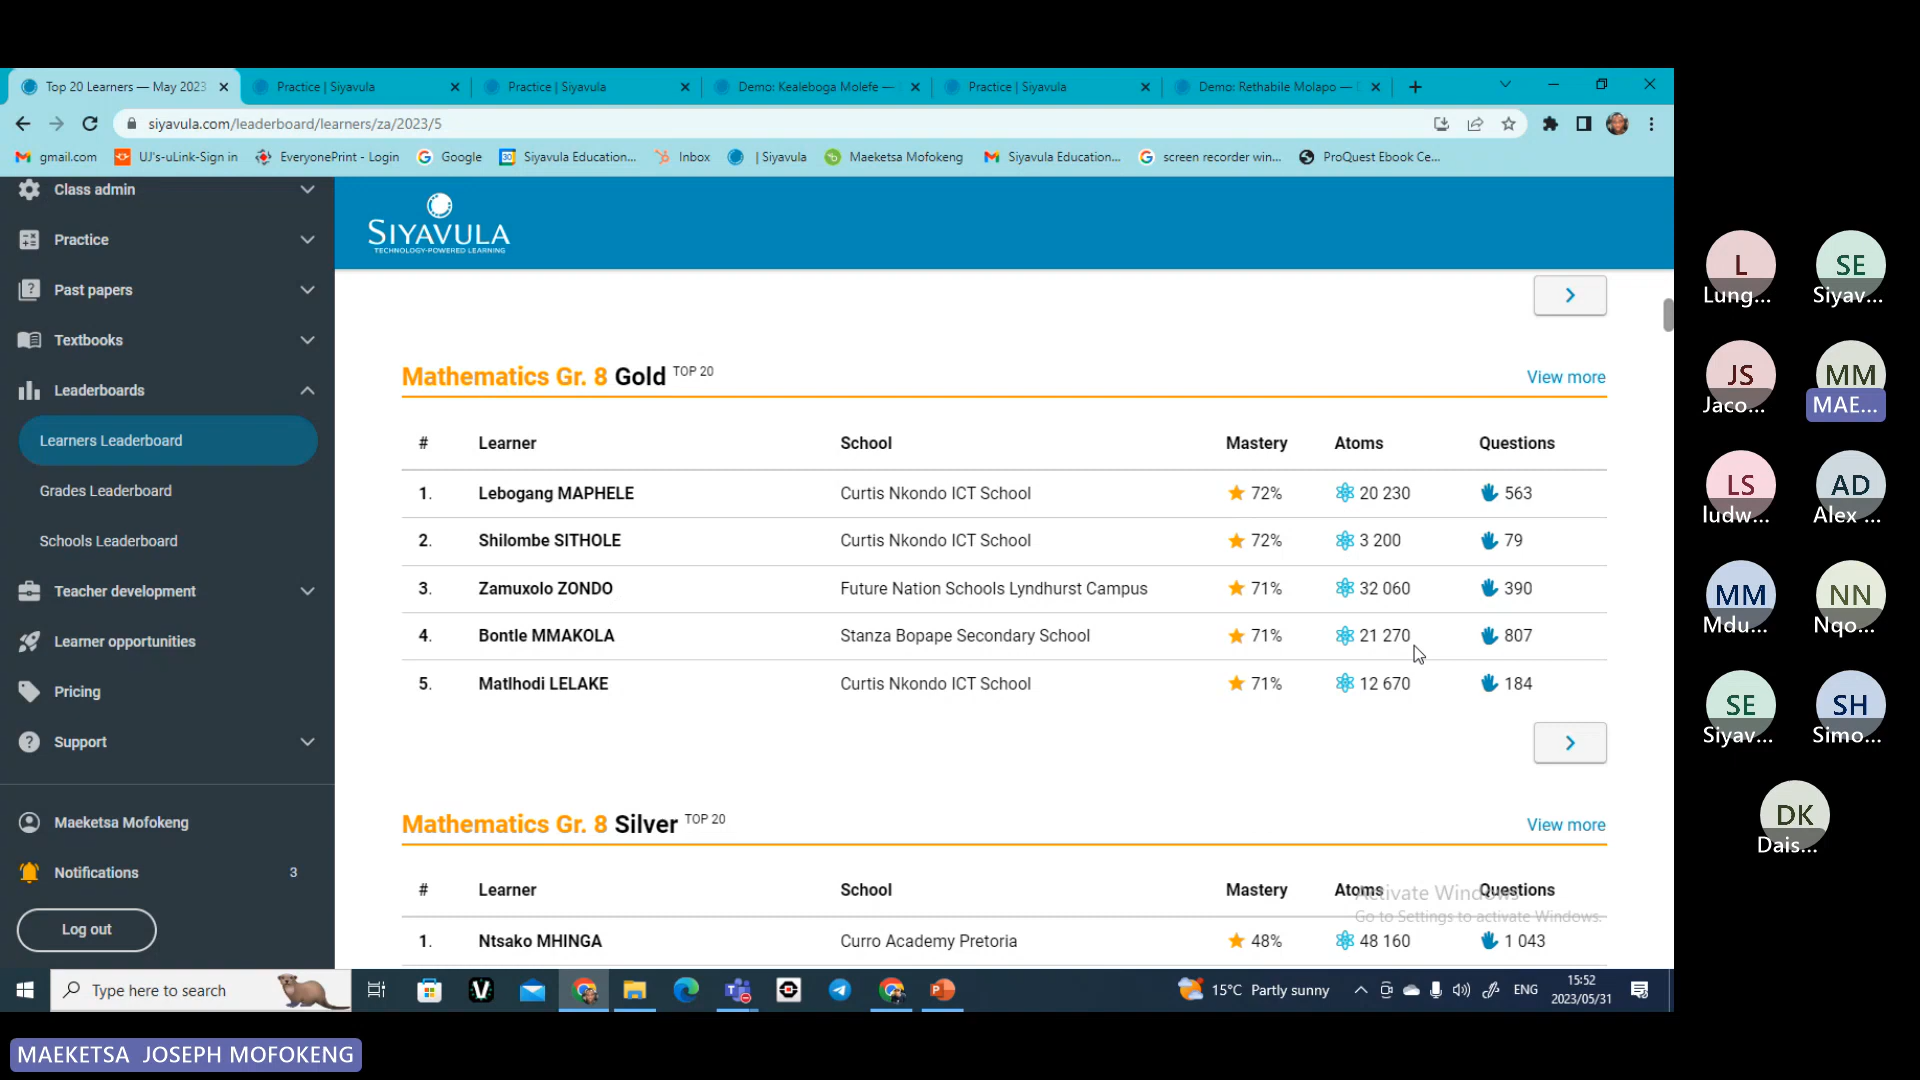 Top 20 Learners — May 2023
Practice | Siyavula
Practice | Siyavula
Demo: Kealeboga Molefe —
Practice | Siyavula
Demo: Rethabile Molapo —
siyavula.com/leaderboard/learners/za/2023/5
gmail.com
UJ's-uLink-Sign in
EveryonePrint - Login
Google
Siyavula Education...
Inbox
| Siyavula
Maeketsa Mofokeng
Siyavula Education...
screen recorder win...
ProQuest Ebook Ce...
Class admin
Practice
Past papers
Textbooks
Leaderboards
Learners Leaderboard
Grades Leaderboard
Schools Leaderboard
Teacher development
Learner opportunities
Pricing
Support
Maeketsa Mofokeng
Notifications 3
Log out
SIYAVULA
TECHNOLOGY-POWERED LEARNING
Mathematics Gr. 8 Gold TOP 20 View more
# Learner School Mastery Atoms Questions
1. Lebogang MAPHELE Curtis Nkondo ICT School 72% 20 230 563
2. Shilombe SITHOLE Curtis Nkondo ICT School 72% 3 200 79
3. Zamuxolo ZONDO Future Nation Schools Lyndhurst Campus 71% 32 060 390
4. Bontle MMAKOLA Stanza Bopape Secondary School 71% 21 270 807
5. Matlhodi LELAKE Curtis Nkondo ICT School 71% 12 670 184
Mathematics Gr. 8 Silver TOP 20 View more
# Learner School Mastery Atoms Questions
Activate Windows
Go to Settings to activate Windows.
1. Ntsako MHINGA Curro Academy Pretoria 48% 48 160 1 043
Type here to search
15°C Partly sunny
ENG
15:52
2023/05/31
L
Lung...
SE
Siyav...
JS
Jaco...
MM
MAE...
LS
ludw...
AD
Alex ...
MM
Mdu...
NN
Nqo...
SE
Siyav...
SH
Simo...
DK
Dais...
MAEKETSA JOSEPH MOFOKENG